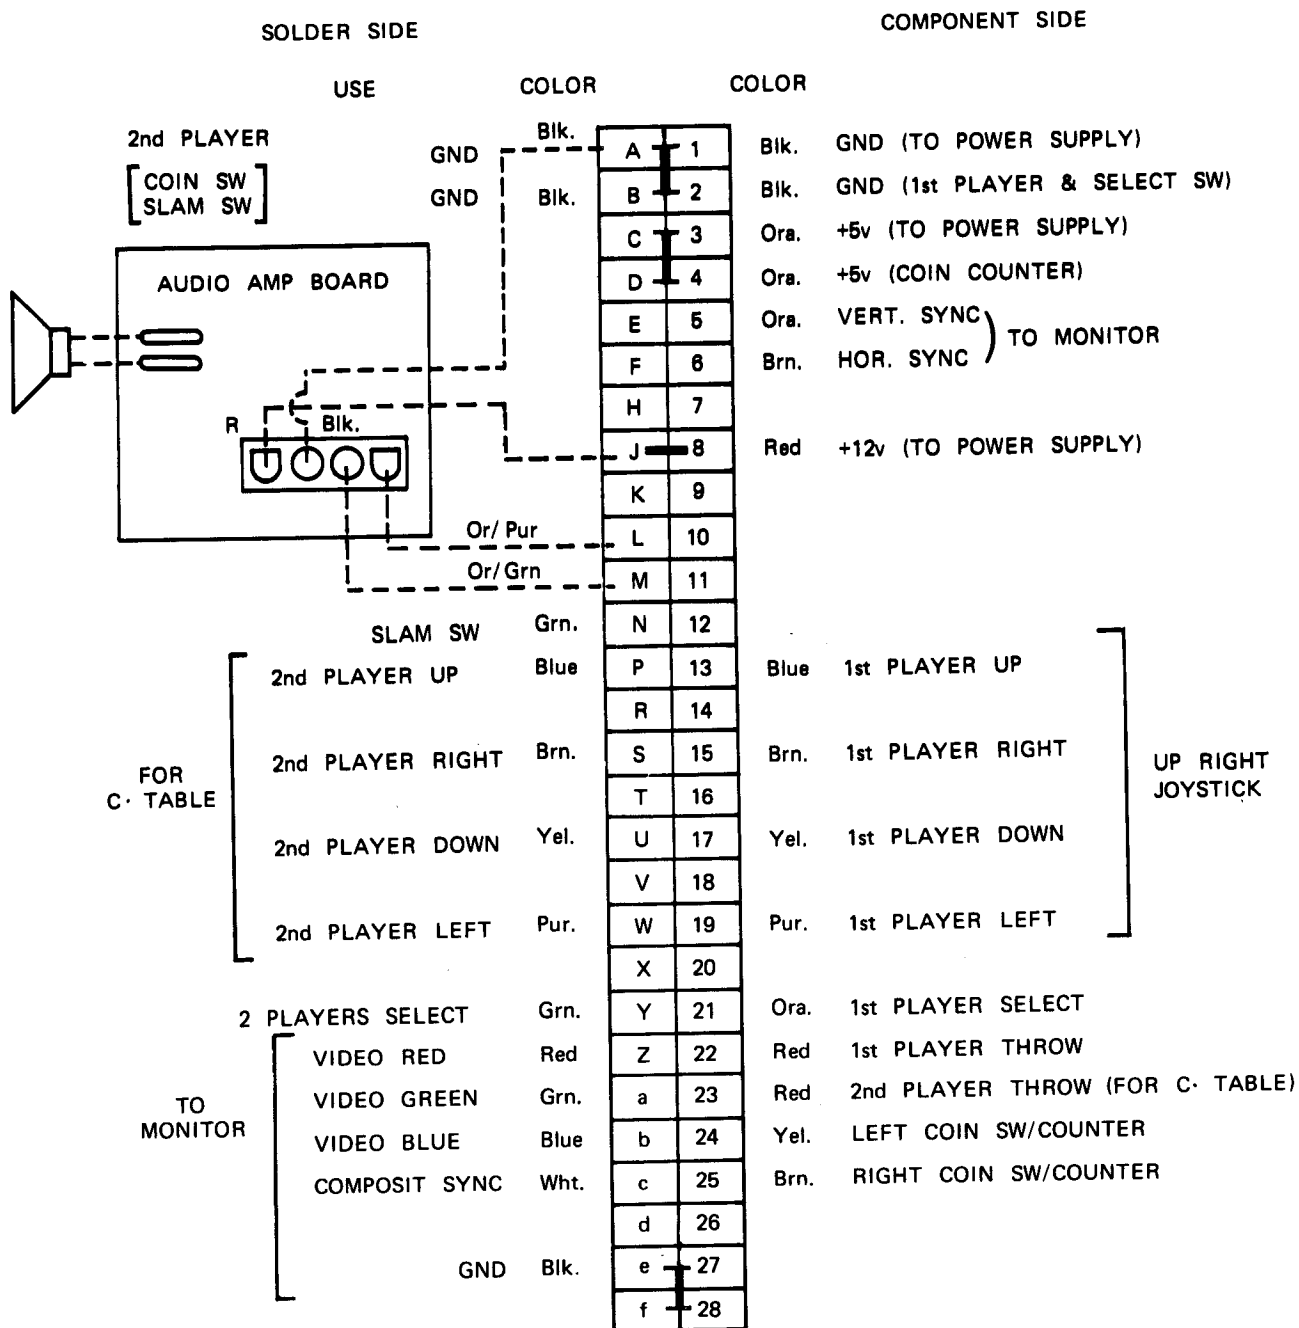 SOLDER SIDE COMPONENT SIDE
USE COLOR COLOR
2nd PLAYER
COIN SW
SLAM SW
GND Blk. A 1 Blk. GND (TO POWER SUPPLY)
GND Blk. B 2 Blk. GND (1st PLAYER & SELECT SW)
C 3 Ora. +5v (TO POWER SUPPLY)
AUDIO AMP BOARD
D 4 Ora. +5v (COIN COUNTER)
E 5 Ora. VERT. SYNC
TO MONITOR
F 6 Brn. HOR. SYNC
H 7
R Blk.
J 8 Red +12v (TO POWER SUPPLY)
K 9
Or/Pur L 10
Or/Grn M 11
SLAM SW Grn. N 12
2nd PLAYER UP Blue P 13 Blue 1st PLAYER UP
R 14
2nd PLAYER RIGHT Brn. S 15 Brn. 1st PLAYER RIGHT
FOR
C· TABLE
UP RIGHT
JOYSTICK
T 16
2nd PLAYER DOWN Yel. U 17 Yel. 1st PLAYER DOWN
V 18
2nd PLAYER LEFT Pur. W 19 Pur. 1st PLAYER LEFT
X 20
2 PLAYERS SELECT Grn. Y 21 Ora. 1st PLAYER SELECT
VIDEO RED Red Z 22 Red 1st PLAYER THROW
VIDEO GREEN Grn. a 23 Red 2nd PLAYER THROW (FOR C· TABLE)
TO
MONITOR
VIDEO BLUE Blue b 24 Yel. LEFT COIN SW/COUNTER
COMPOSIT SYNC Wht. c 25 Brn. RIGHT COIN SW/COUNTER
d 26
GND Blk. e 27
f 28